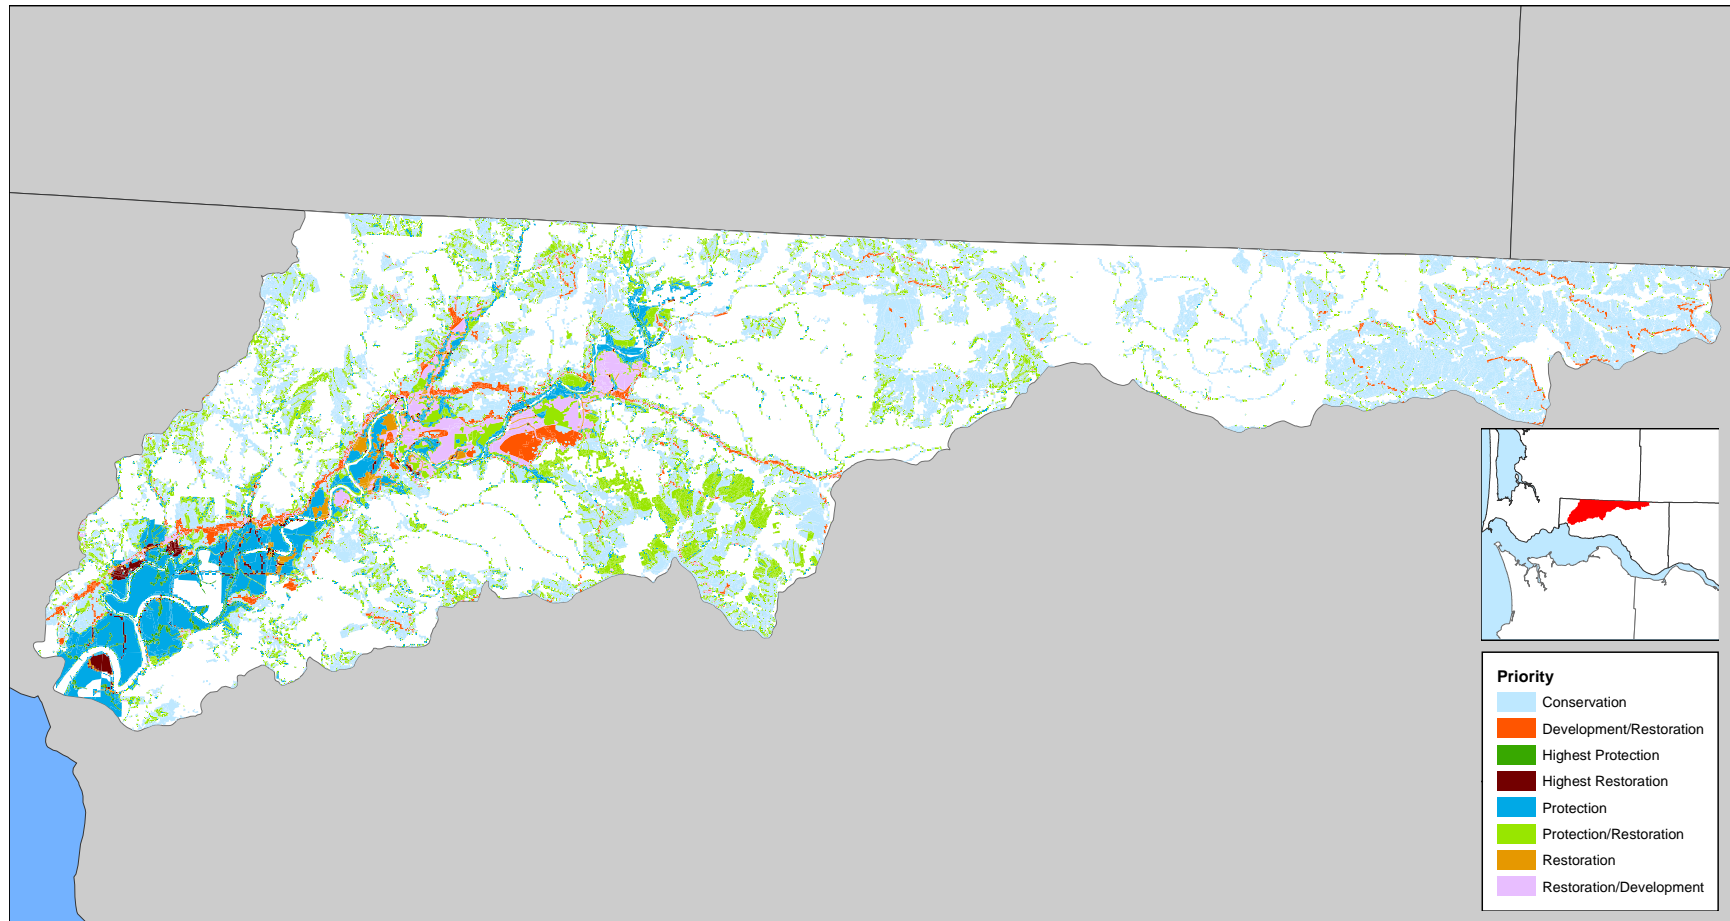 Priority
Conservation
Development/Restoration
Highest Protection
Highest Restoration
Protection
Protection/Restoration
Restoration
Restoration/Development